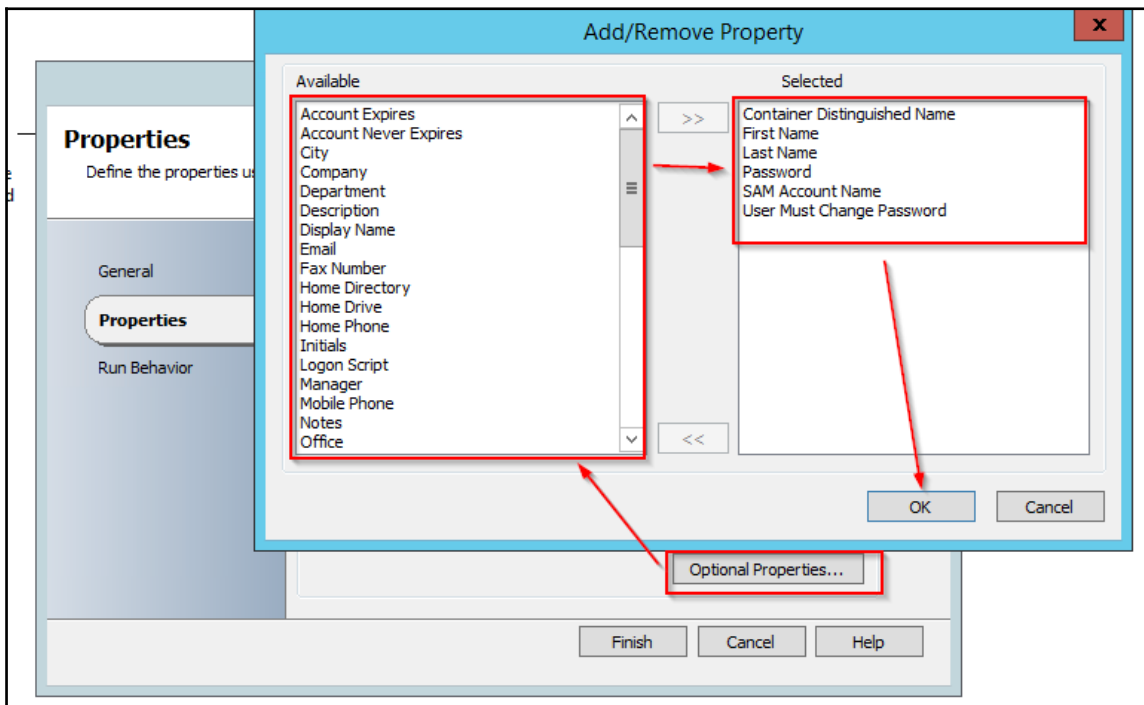 Add/Remove Property
x
Available
Selected
Account Expires
Account Never Expires
City
Company
Department
Description
Display Name
Email
Fax Number
Home Directory
Home Drive
Home Phone
Initials
Logon Script
Manager
Mobile Phone
Notes
Office
>>
<<
Container Distinguished Name
First Name
Last Name
Password
SAM Account Name
User Must Change Password
OK
Cancel
Properties
Define the properties us
e
d
General
Properties
Run Behavior
Optional Properties...
Finish
Cancel
Help